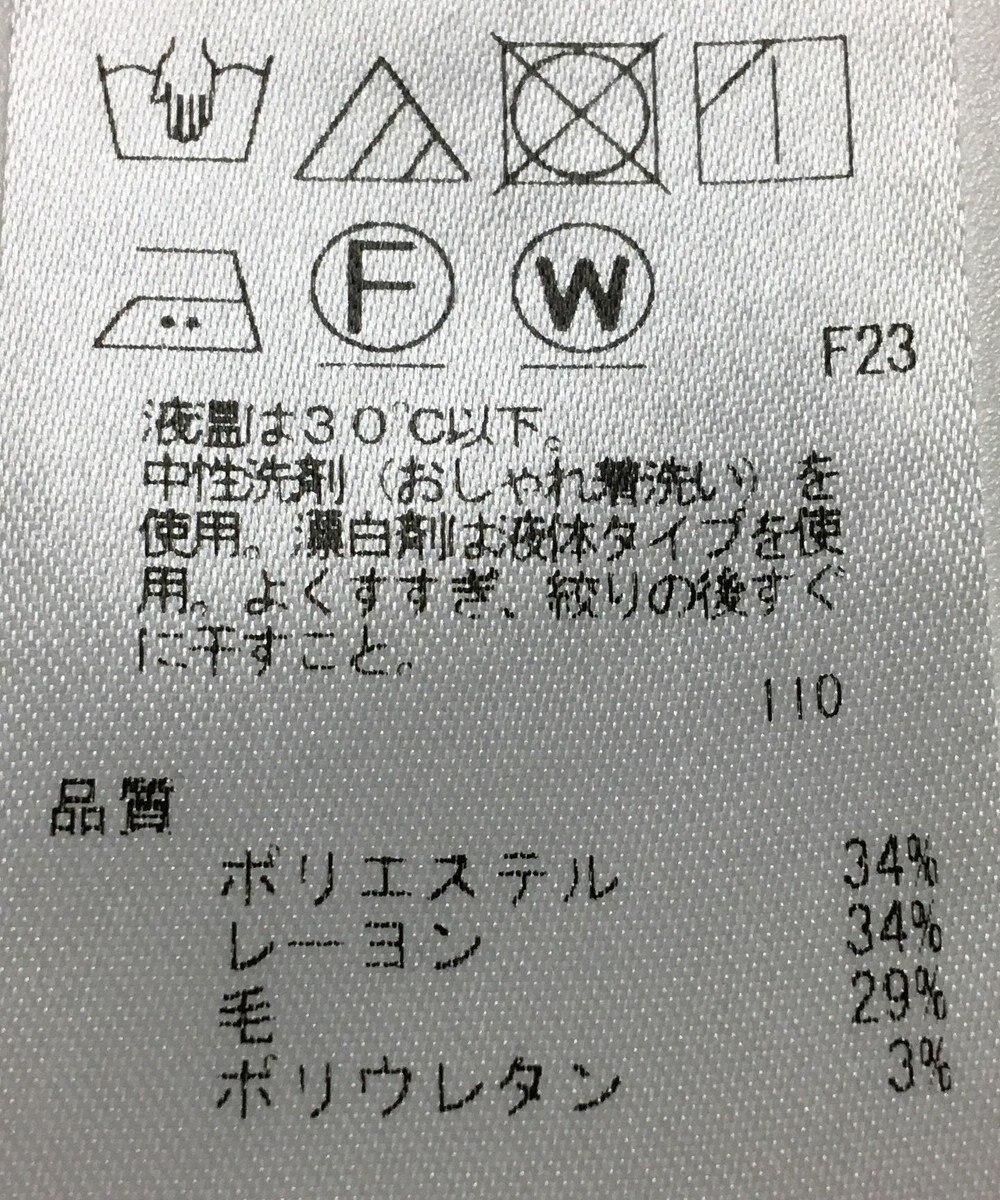 F W
F23
液温は30℃以下。
中性洗剤（おしゃれ着洗い）を
使用。漂白剤は液体タイプを使
用。よくすすぎ、絞りの後すぐ
に干すこと。
110
品質
ポリエステル 34%
レーヨン 34%
毛 29%
ポリウレタン 3%